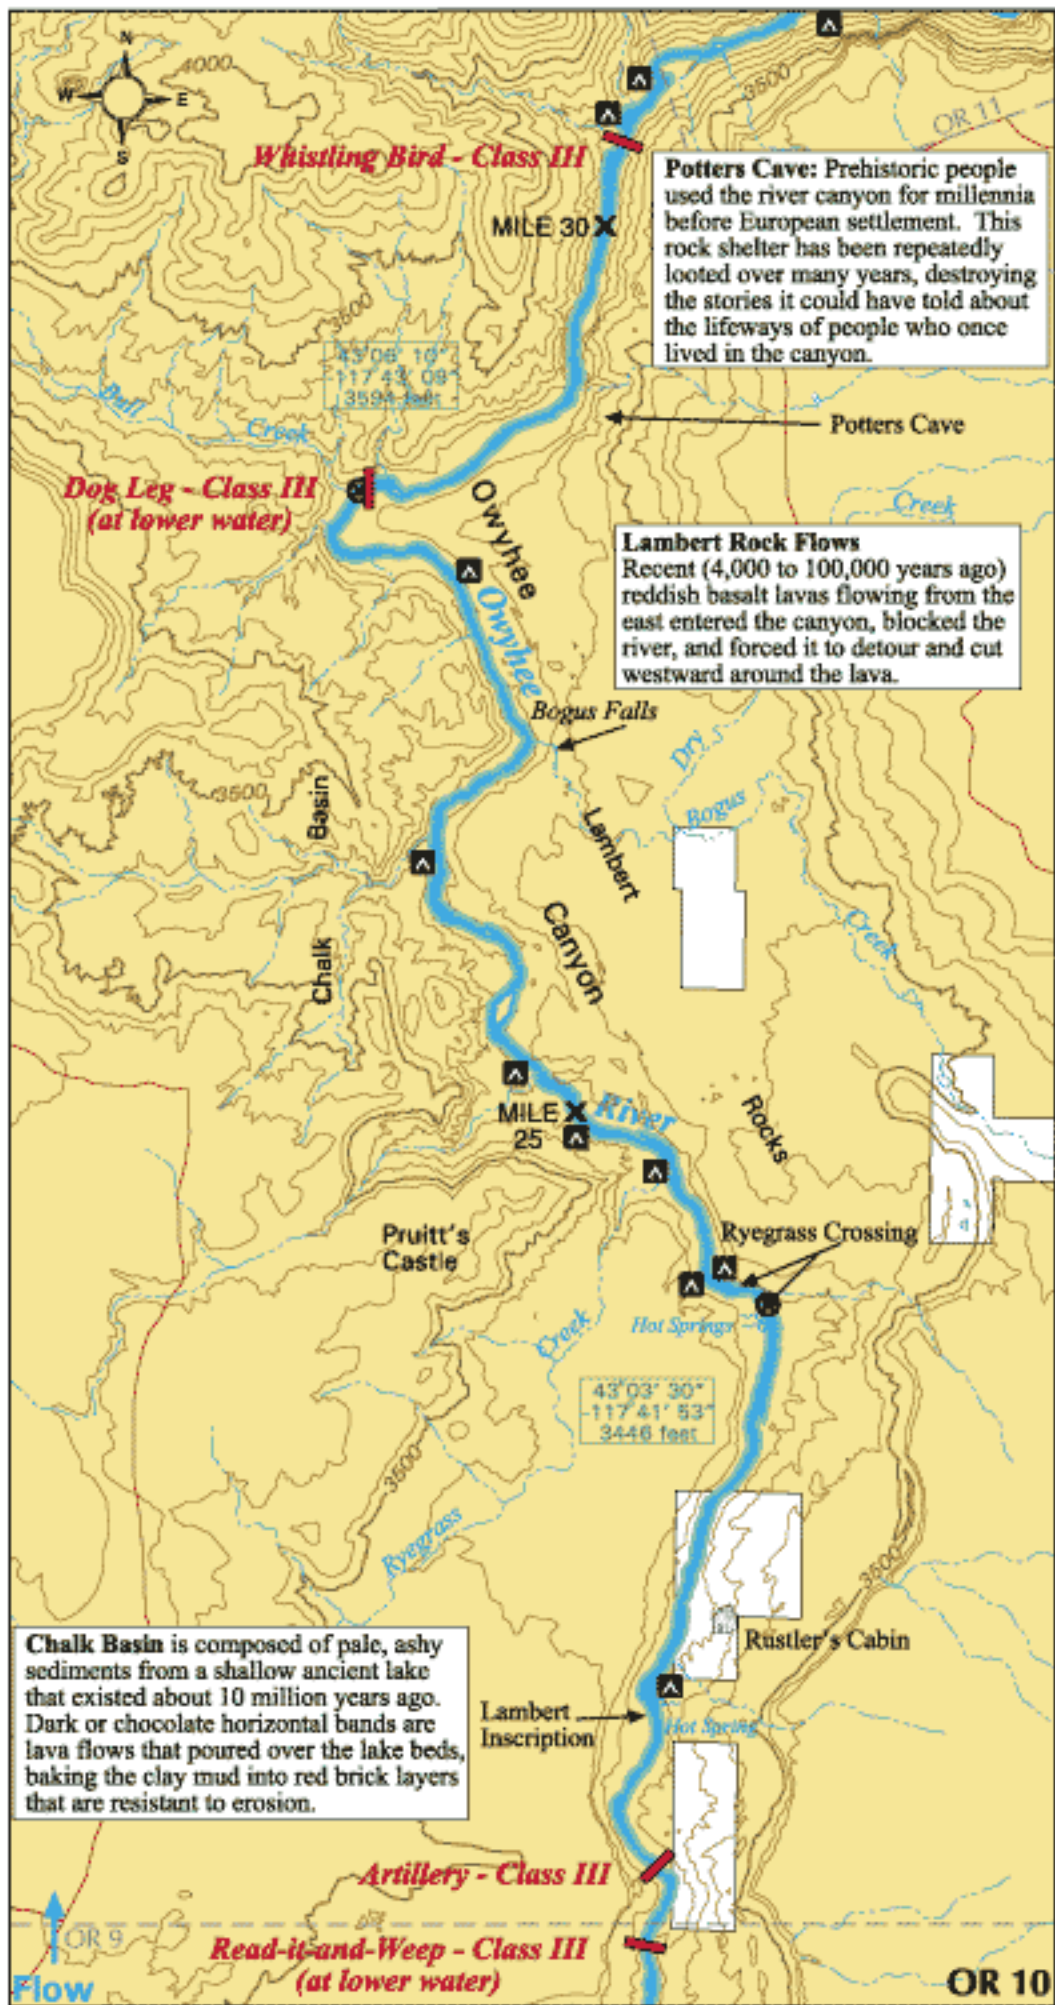 N
W
E
S
4000
3500
OR 11
Whistling Bird - Class III
MILE 30
Potters Cave: Prehistoric people
used the river canyon for millennia
before European settlement. This
rock shelter has been repeatedly
looted over many years, destroying
the stories it could have told about
the lifeways of people who once
lived in the canyon.
3500
43°06' 10"
-117°43' 09"
3594 feet
Bull
Creek
Potters Cave
Dog Leg - Class III
(at lower water)
Owyhee
Creek
Owyhee
Lambert Rock Flows
Recent (4,000 to 100,000 years ago)
reddish basalt lavas flowing from the
east entered the canyon, blocked the
river, and forced it to detour and cut
westward around the lava.
Bogus Falls
Dry
3500
Basin
Lambert
Bogus
Creek
Chalk
Canyon
MILE
25
River
Rocks
Pruitt's
Castle
Ryegrass Crossing
Hot Springs
Creek
43°03' 30"
-117°41' 53"
3446 feet
3500
Ryegrass
3500
Rustler's Cabin
Chalk Basin is composed of pale, ashy
sediments from a shallow ancient lake
that existed about 10 million years ago.
Dark or chocolate horizontal bands are
lava flows that poured over the lake beds,
baking the clay mud into red brick layers
that are resistant to erosion.
Lambert
Inscription
Hot Spring
Artillery - Class III
OR 9
Read-it-and-Weep - Class III
(at lower water)
Flow
OR 10